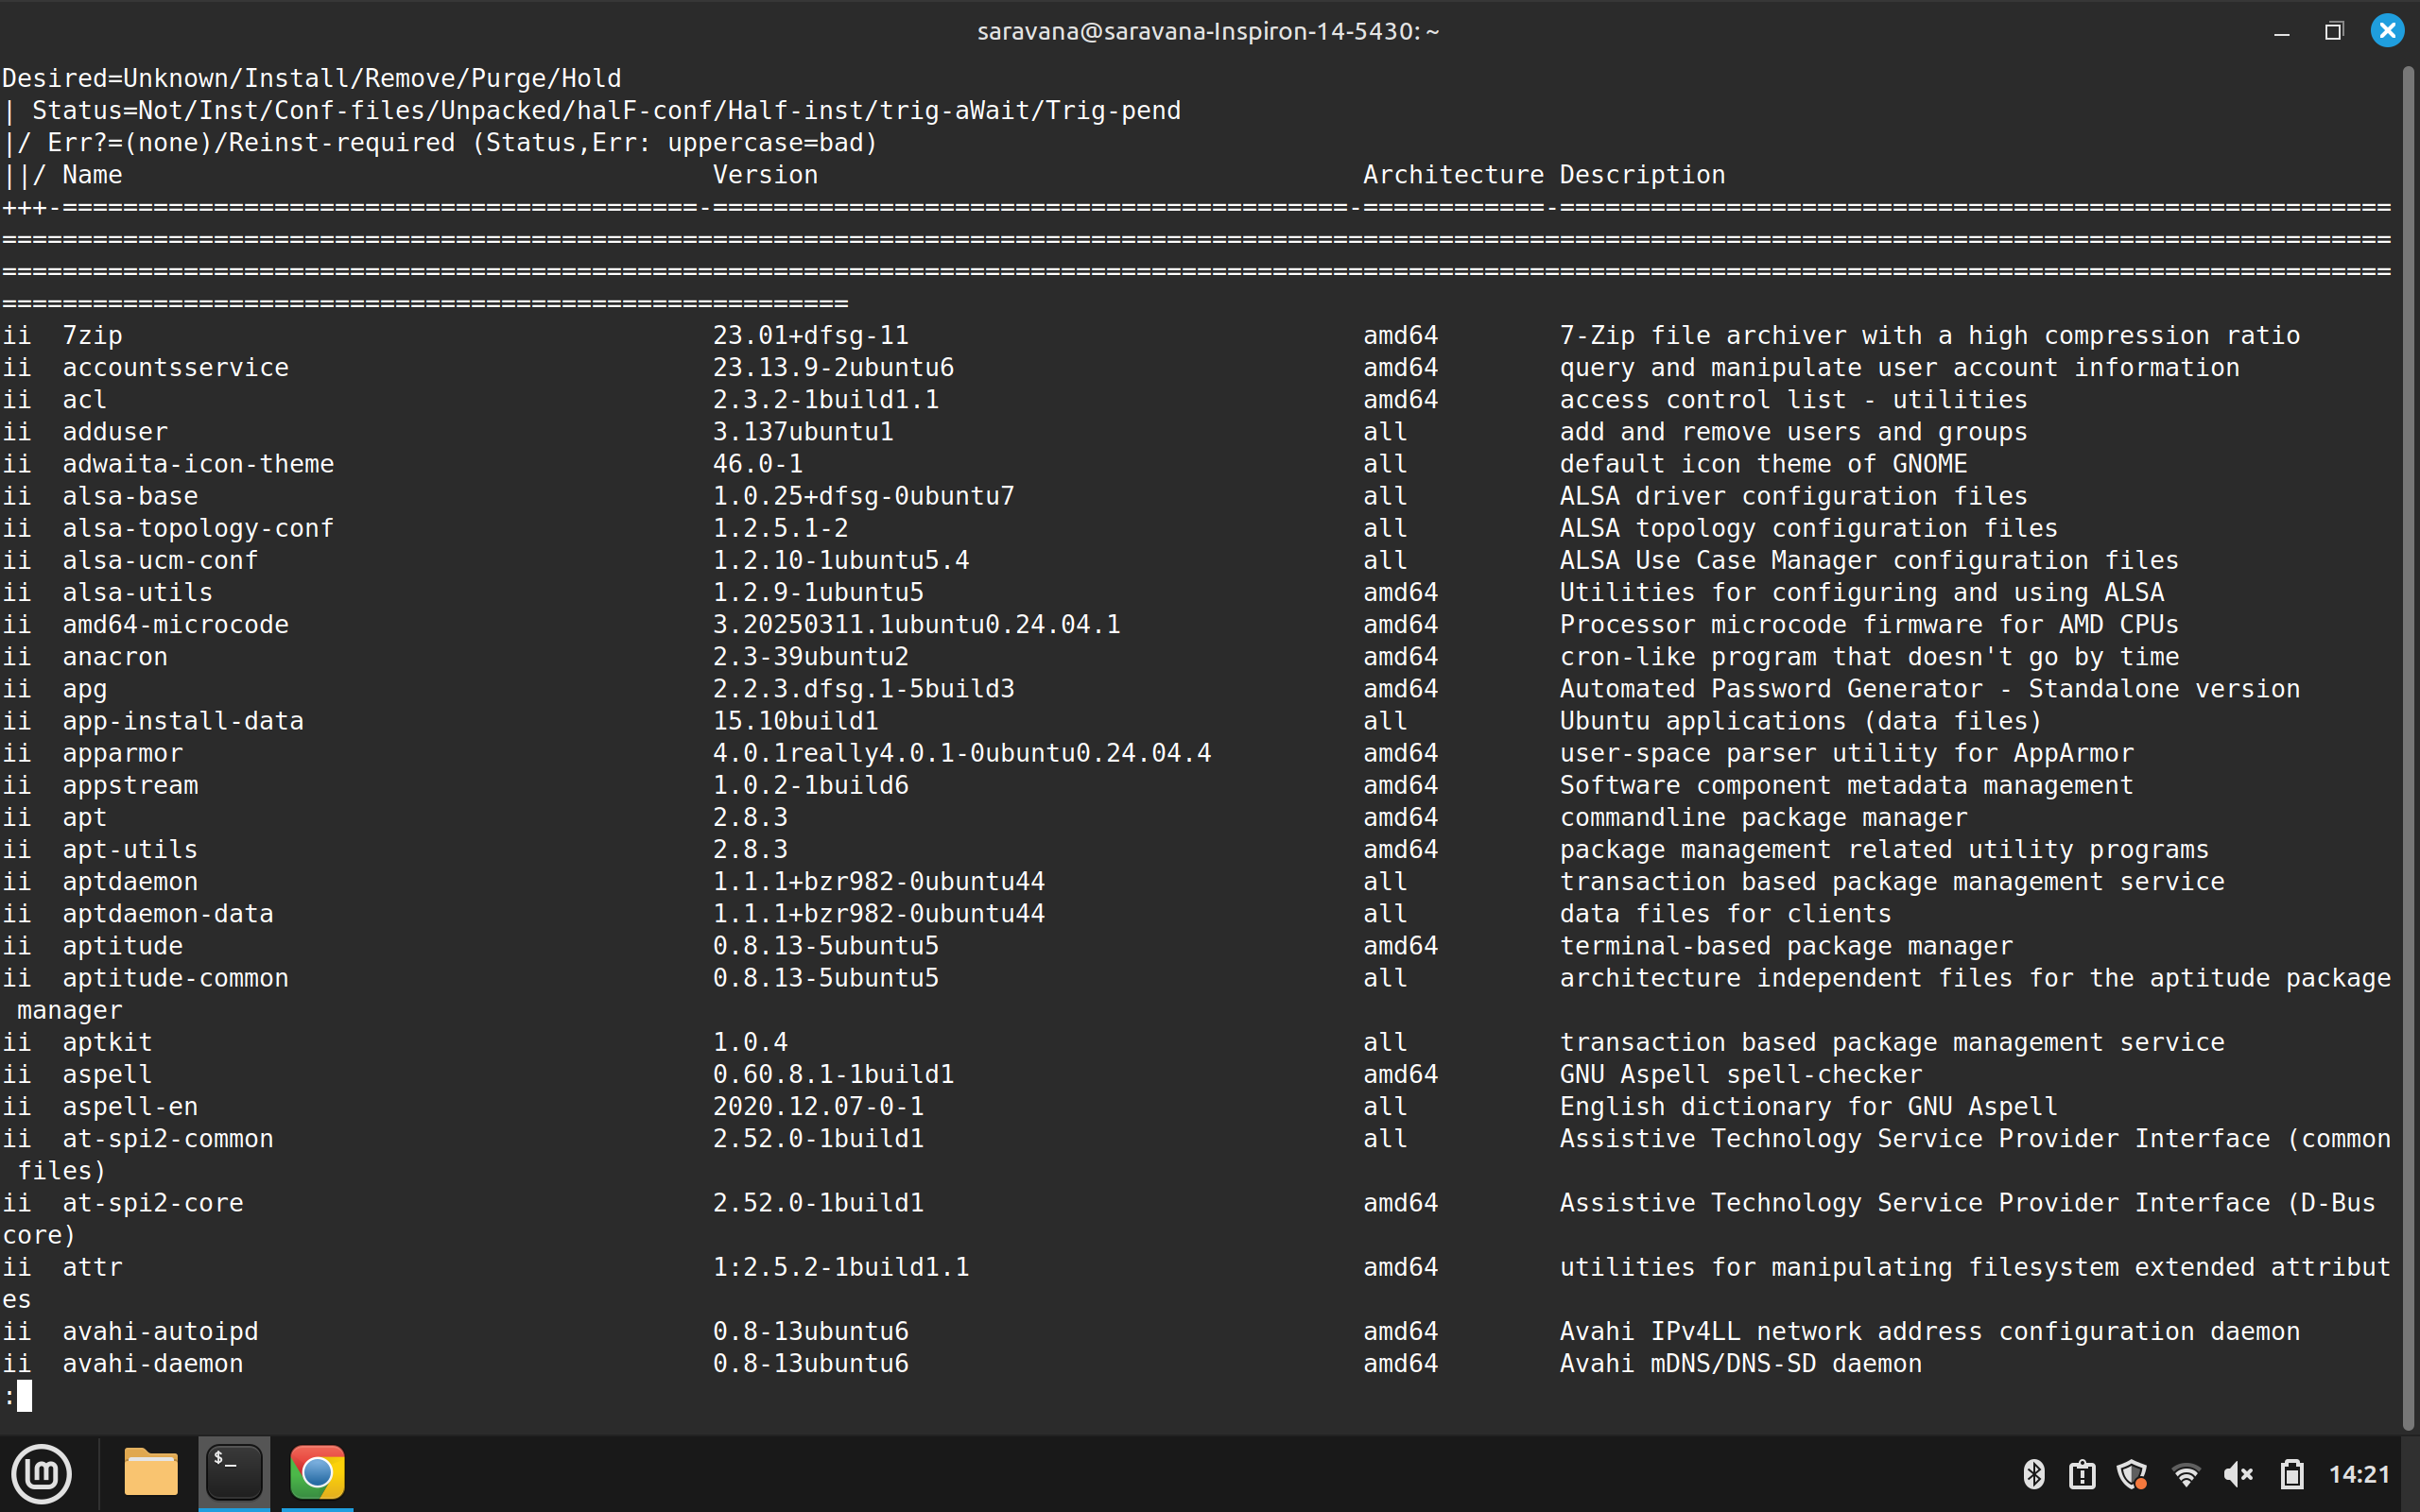 saravana@saravana-Inspiron-14-5430: ~
Desired=Unknown/Install/Remove/Purge/Hold
| Status=Not/Inst/Conf-files/Unpacked/halF-conf/Half-inst/trig-aWait/Trig-pend
|/ Err?=(none)/Reinst-required (Status,Err: uppercase=bad)
||/ Name                                       Version                                    Architecture Description
+++-==========================================-============================================-============-=======================================================
==============================================================================================================================================================
==============================================================================================================================================================
========================================================
ii  7zip                                       23.01+dfsg-11                              amd64        7-Zip file archiver with a high compression ratio
ii  accountsservice                            23.13.9-2ubuntu6                           amd64        query and manipulate user account information
ii  acl                                        2.3.2-1build1.1                            amd64        access control list - utilities
ii  adduser                                    3.137ubuntu1                               all          add and remove users and groups
ii  adwaita-icon-theme                         46.0-1                                     all          default icon theme of GNOME
ii  alsa-base                                  1.0.25+dfsg-0ubuntu7                       all          ALSA driver configuration files
ii  alsa-topology-conf                         1.2.5.1-2                                  all          ALSA topology configuration files
ii  alsa-ucm-conf                              1.2.10-1ubuntu5.4                          all          ALSA Use Case Manager configuration files
ii  alsa-utils                                 1.2.9-1ubuntu5                             amd64        Utilities for configuring and using ALSA
ii  amd64-microcode                            3.20250311.1ubuntu0.24.04.1                amd64        Processor microcode firmware for AMD CPUs
ii  anacron                                    2.3-39ubuntu2                              amd64        cron-like program that doesn't go by time
ii  apg                                        2.2.3.dfsg.1-5build3                       amd64        Automated Password Generator - Standalone version
ii  app-install-data                           15.10build1                                all          Ubuntu applications (data files)
ii  apparmor                                   4.0.1really4.0.1-0ubuntu0.24.04.4          amd64        user-space parser utility for AppArmor
ii  appstream                                  1.0.2-1build6                              amd64        Software component metadata management
ii  apt                                        2.8.3                                      amd64        commandline package manager
ii  apt-utils                                  2.8.3                                      amd64        package management related utility programs
ii  aptdaemon                                  1.1.1+bzr982-0ubuntu44                     all          transaction based package management service
ii  aptdaemon-data                             1.1.1+bzr982-0ubuntu44                     all          data files for clients
ii  aptitude                                   0.8.13-5ubuntu5                            amd64        terminal-based package manager
ii  aptitude-common                            0.8.13-5ubuntu5                            all          architecture independent files for the aptitude package
 manager
ii  aptkit                                     1.0.4                                      all          transaction based package management service
ii  aspell                                     0.60.8.1-1build1                           amd64        GNU Aspell spell-checker
ii  aspell-en                                  2020.12.07-0-1                             all          English dictionary for GNU Aspell
ii  at-spi2-common                             2.52.0-1build1                             all          Assistive Technology Service Provider Interface (common
 files)
ii  at-spi2-core                               2.52.0-1build1                             amd64        Assistive Technology Service Provider Interface (D-Bus
core)
ii  attr                                       1:2.5.2-1build1.1                          amd64        utilities for manipulating filesystem extended attribut
es
ii  avahi-autoipd                              0.8-13ubuntu6                              amd64        Avahi IPv4LL network address configuration daemon
ii  avahi-daemon                               0.8-13ubuntu6                              amd64        Avahi mDNS/DNS-SD daemon
:
$_
14:21